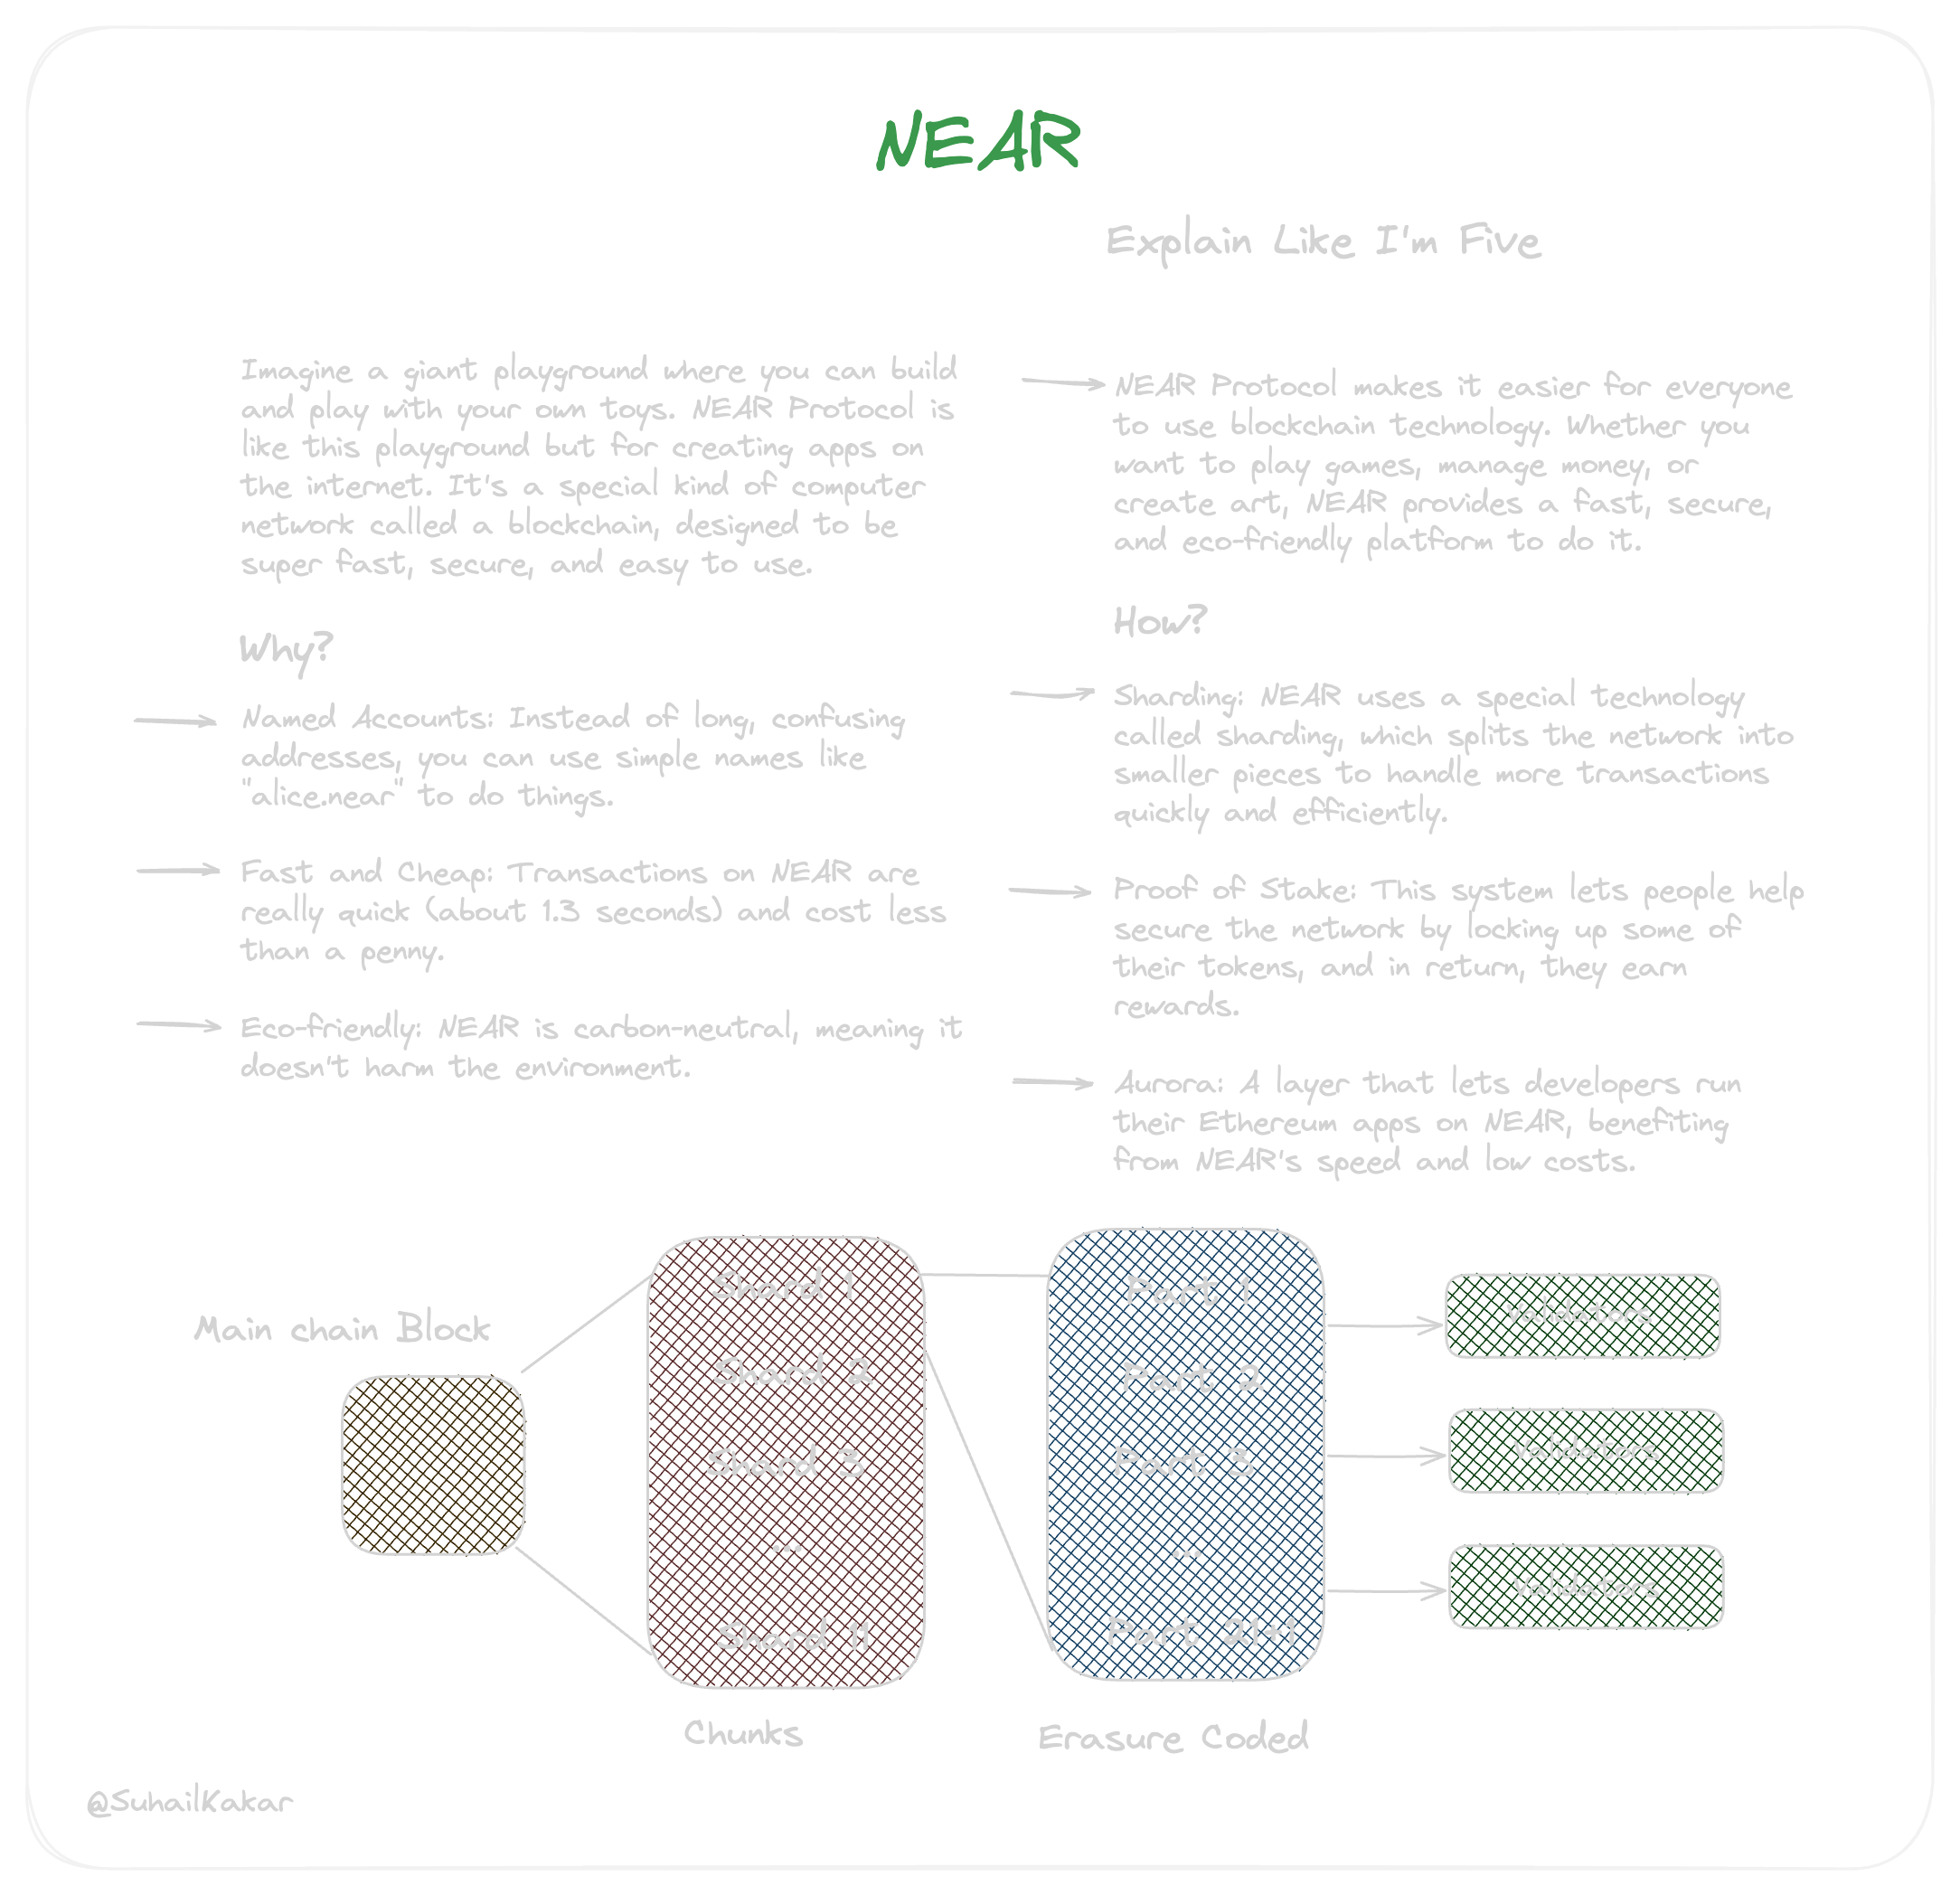 NEAR
Explain Like I'm Five
Imagine a giant playground where you can build
and play with your own toys. NEAR Protocol is
like this playground but for creating apps on
the internet. It's a special kind of computer
network called a blockchain, designed to be
super fast, secure, and easy to use.
Why?
Named Accounts: Instead of long, confusing
addresses, you can use simple names like
"alice.near" to do things.
Fast and Cheap: Transactions on NEAR are
really quick (about 1.3 seconds) and cost less
than a penny.
Eco-friendly: NEAR is carbon-neutral, meaning it
doesn't harm the environment.
NEAR Protocol makes it easier for everyone
to use blockchain technology. Whether you
want to play games, manage money, or
create art, NEAR provides a fast, secure,
and eco-friendly platform to do it.
How?
Sharding: NEAR uses a special technology
called sharding, which splits the network into
smaller pieces to handle more transactions
quickly and efficiently.
Proof of Stake: This system lets people help
secure the network by locking up some of
their tokens, and in return, they earn
rewards.
Aurora: A layer that lets developers run
their Ethereum apps on NEAR, benefiting
from NEAR's speed and low costs.
Main chain Block
Shard 1
Shard 2
Shard 3
...
Shard 11
Chunks
Part 1
Part 2
Part 3
...
Part 21+1
Erasure Coded
Validators
Validators
Validators
@SuhailKakar